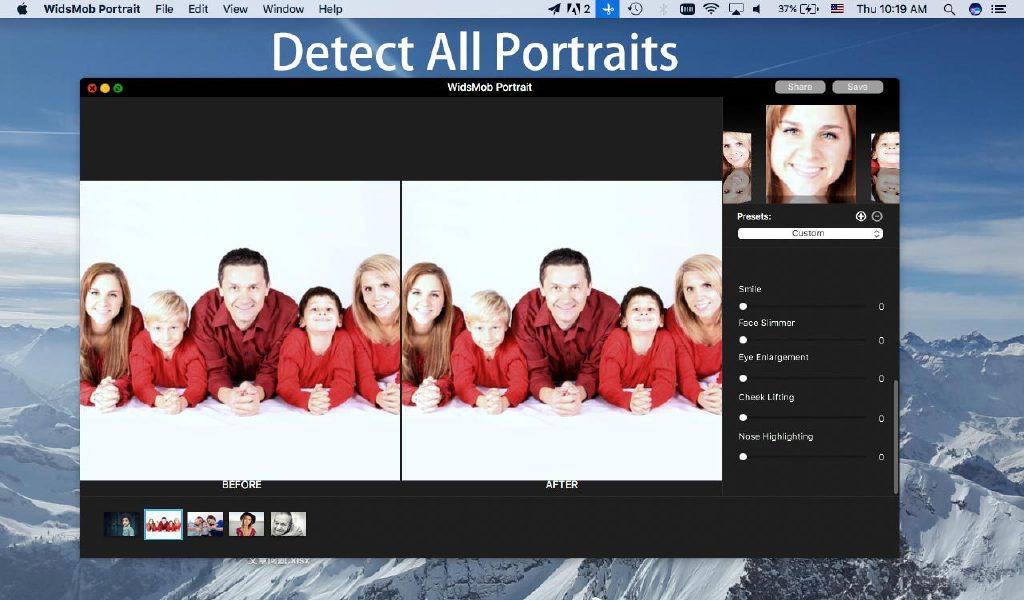 WidsMob Portrait File Edit View Window Help 2 37% Thu 10:19 AM
Detect All Portraits
WidsMob Portrait
Share Save
Presets:
Custom
Smile
0
Face Slimmer
0
Eye Enlargement
0
Cheek Lifting
0
Nose Highlighting
0
BEFORE AFTER